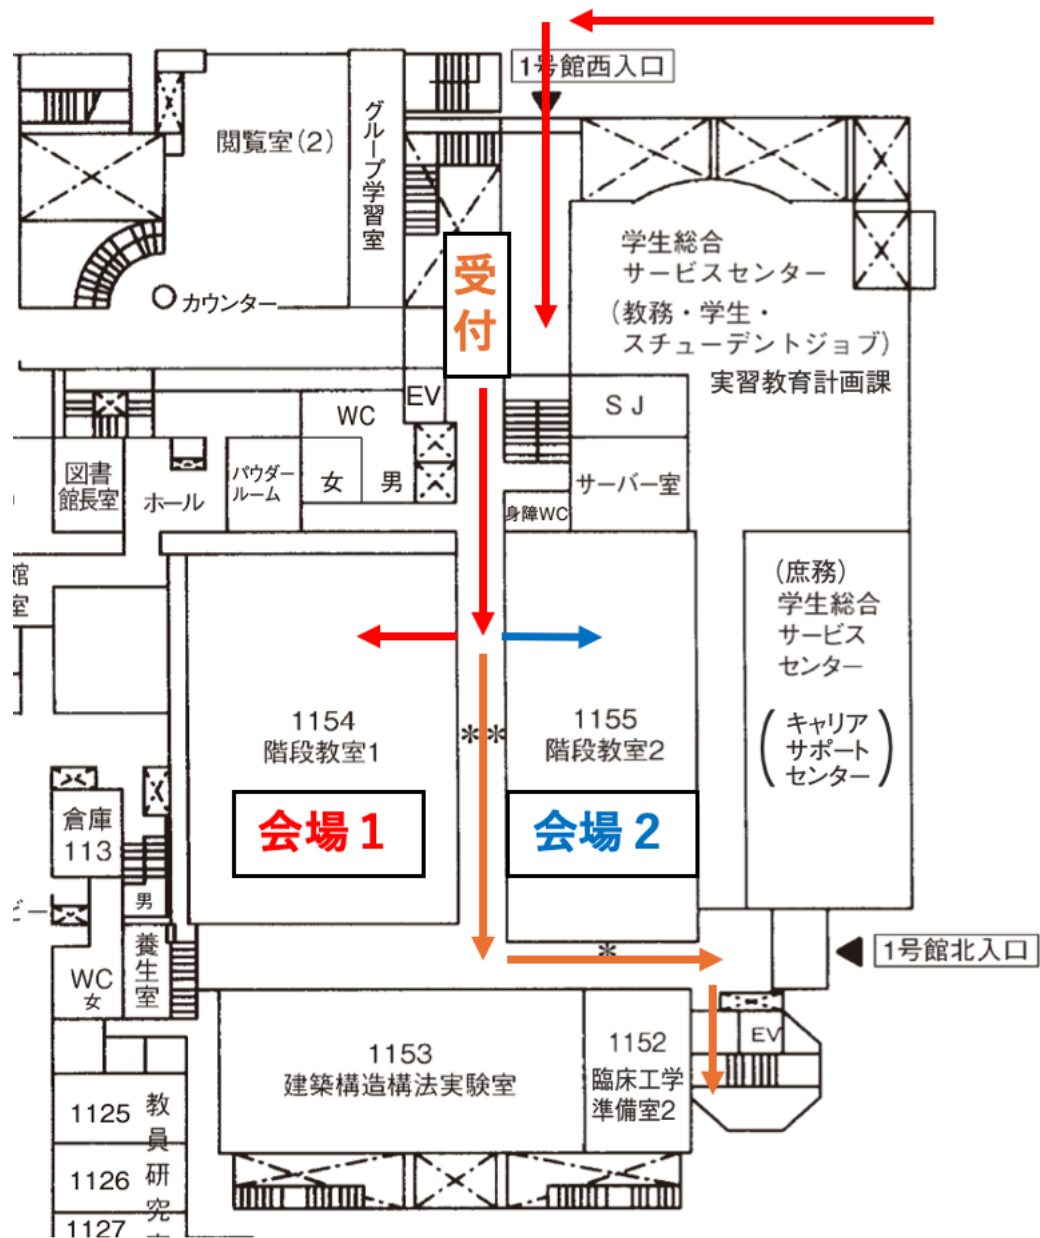 1号館西入口
閲覧室(2)
グループ学習室
学生総合
サービスセンター
(教務・学生・
スチューデントジョブ)
実習教育計画課
受付
カウンター
EV
WC
女
男
SJ
サーバー室
身障WC
図書
館長室
ホール
パウダー
ルーム
館
室
(庶務)
学生総合
サービス
センター
(キャリア
サポート
センター)
1154
階段教室1
**
1155
階段教室2
会場1
会場2
倉庫
113
男
ビー
養生室
WC
女
*
1号館北入口
EV
1153
建築構造構法実験室
1152
臨床工学
準備室2
1125
1126
1127
教員研究